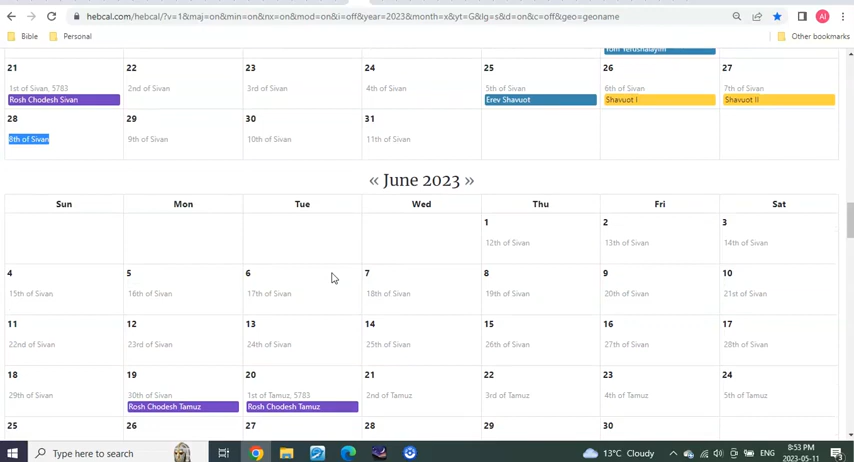 hebcal.com/hebcal/?v=1&maj=on&min=on&nx=on&mod=on&i=off&year=2023&month=x&yt=G&lg=s&d=on&c=off&geo=geoname
Bible Personal Other bookmarks
Yom Yerushalayim
21 22 23 24 25 26 27
1st of Sivan, 5783 2nd of Sivan 3rd of Sivan 4th of Sivan 5th of Sivan 6th of Sivan 7th of Sivan
Rosh Chodesh Sivan Erev Shavuot Shavuot I Shavuot II
28 29 30 31
8th of Sivan 9th of Sivan 10th of Sivan 11th of Sivan
« June 2023 »
Sun Mon Tue Wed Thu Fri Sat
1 2 3
12th of Sivan 13th of Sivan 14th of Sivan
4 5 6 7 8 9 10
15th of Sivan 16th of Sivan 17th of Sivan 18th of Sivan 19th of Sivan 20th of Sivan 21st of Sivan
11 12 13 14 15 16 17
22nd of Sivan 23rd of Sivan 24th of Sivan 25th of Sivan 26th of Sivan 27th of Sivan 28th of Sivan
18 19 20 21 22 23 24
29th of Sivan 30th of Sivan 1st of Tamuz, 5783 2nd of Tamuz 3rd of Tamuz 4th of Tamuz 5th of Tamuz
Rosh Chodesh Tamuz Rosh Chodesh Tamuz
25 26 27 28 29 30
Type here to search 13°C Cloudy ENG 8:53 PM
2023-05-11 3